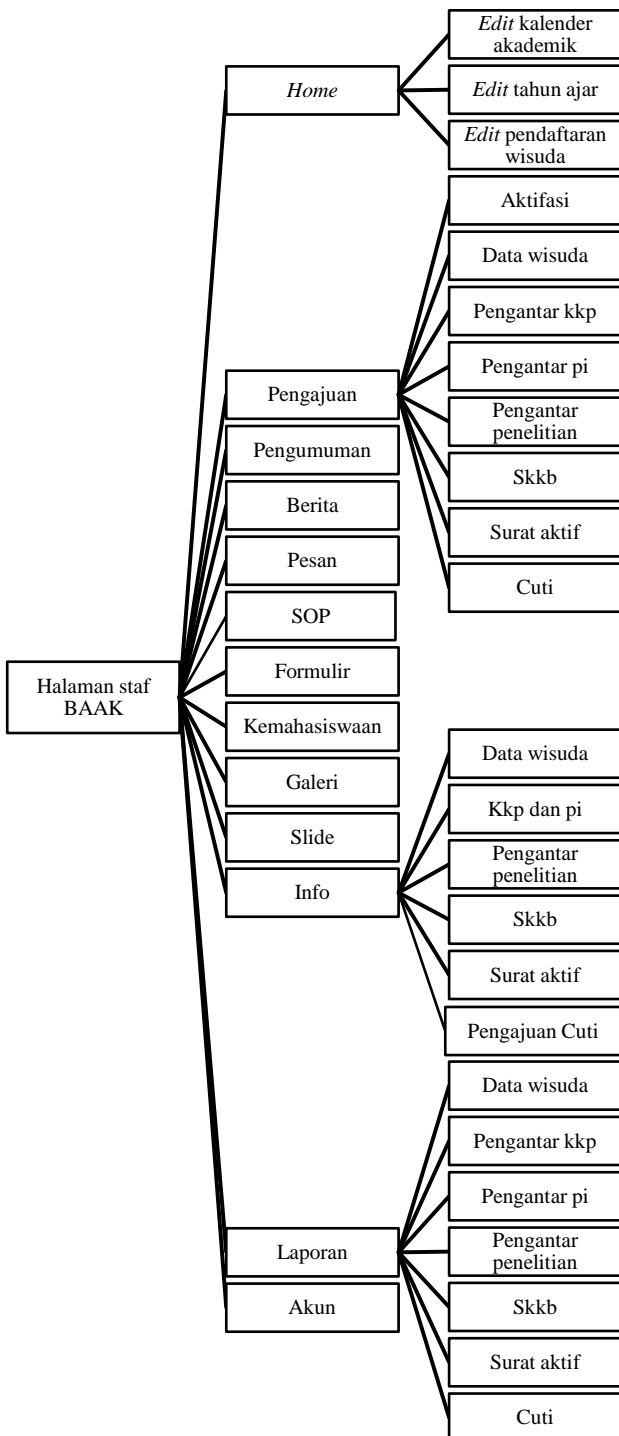 Halaman staf
BAAK
Home
Edit kalender
akademik
Edit tahun ajar
Edit pendaftaran
wisuda
Pengajuan
Aktifasi
Data wisuda
Pengantar kkp
Pengantar pi
Pengantar
penelitian
Skkb
Surat aktif
Cuti
Pengumuman
Berita
Pesan
SOP
Formulir
Kemahasiswaan
Galeri
Slide
Info
Data wisuda
Kkp dan pi
Pengantar
penelitian
Skkb
Surat aktif
Pengajuan Cuti
Laporan
Data wisuda
Pengantar kkp
Pengantar pi
Pengantar
penelitian
Skkb
Surat aktif
Cuti
Akun